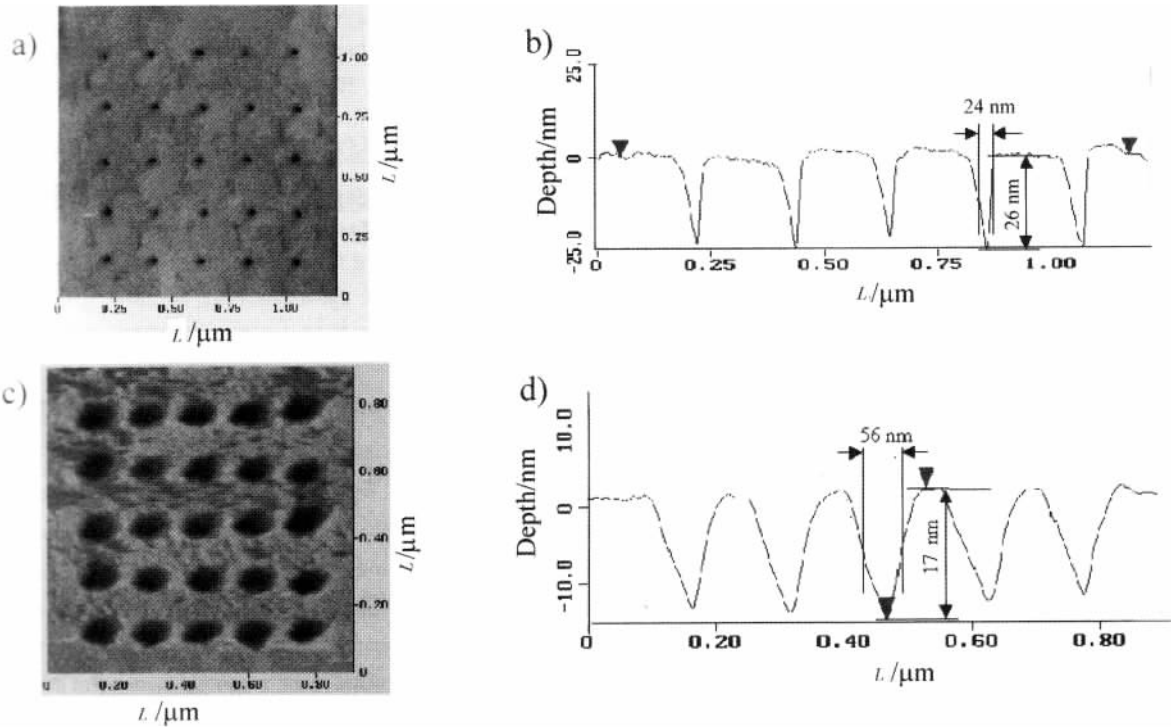 a)
1.00
0.75
0.50
0.25
0
L/μm
0 0.25 0.50 0.75 1.00
L/μm
b)
25.0
0
-25.0
Depth/nm
24 nm
26 nm
0 0.25 0.50 0.75 1.00
L/μm
c)
0.80
0.60
0.40
0.20
0
L/μm
0 0.20 0.40 0.60 0.80
L/μm
d)
10.0
0
-10.0
Depth/nm
56 nm
17 nm
0 0.20 0.40 0.60 0.80
L/μm